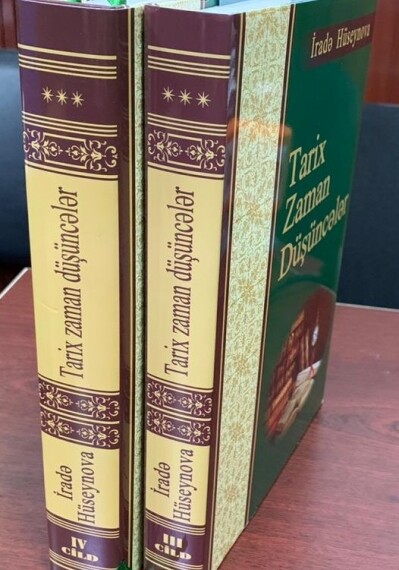 Tarix zaman düşüncələr
İradə
Hüseynova
IV
CİLD
Tarix zaman düşüncələr
İradə
Hüseynova
III
CİLD
İradə Hüseynova
Tarix
Zaman
Düşüncələr